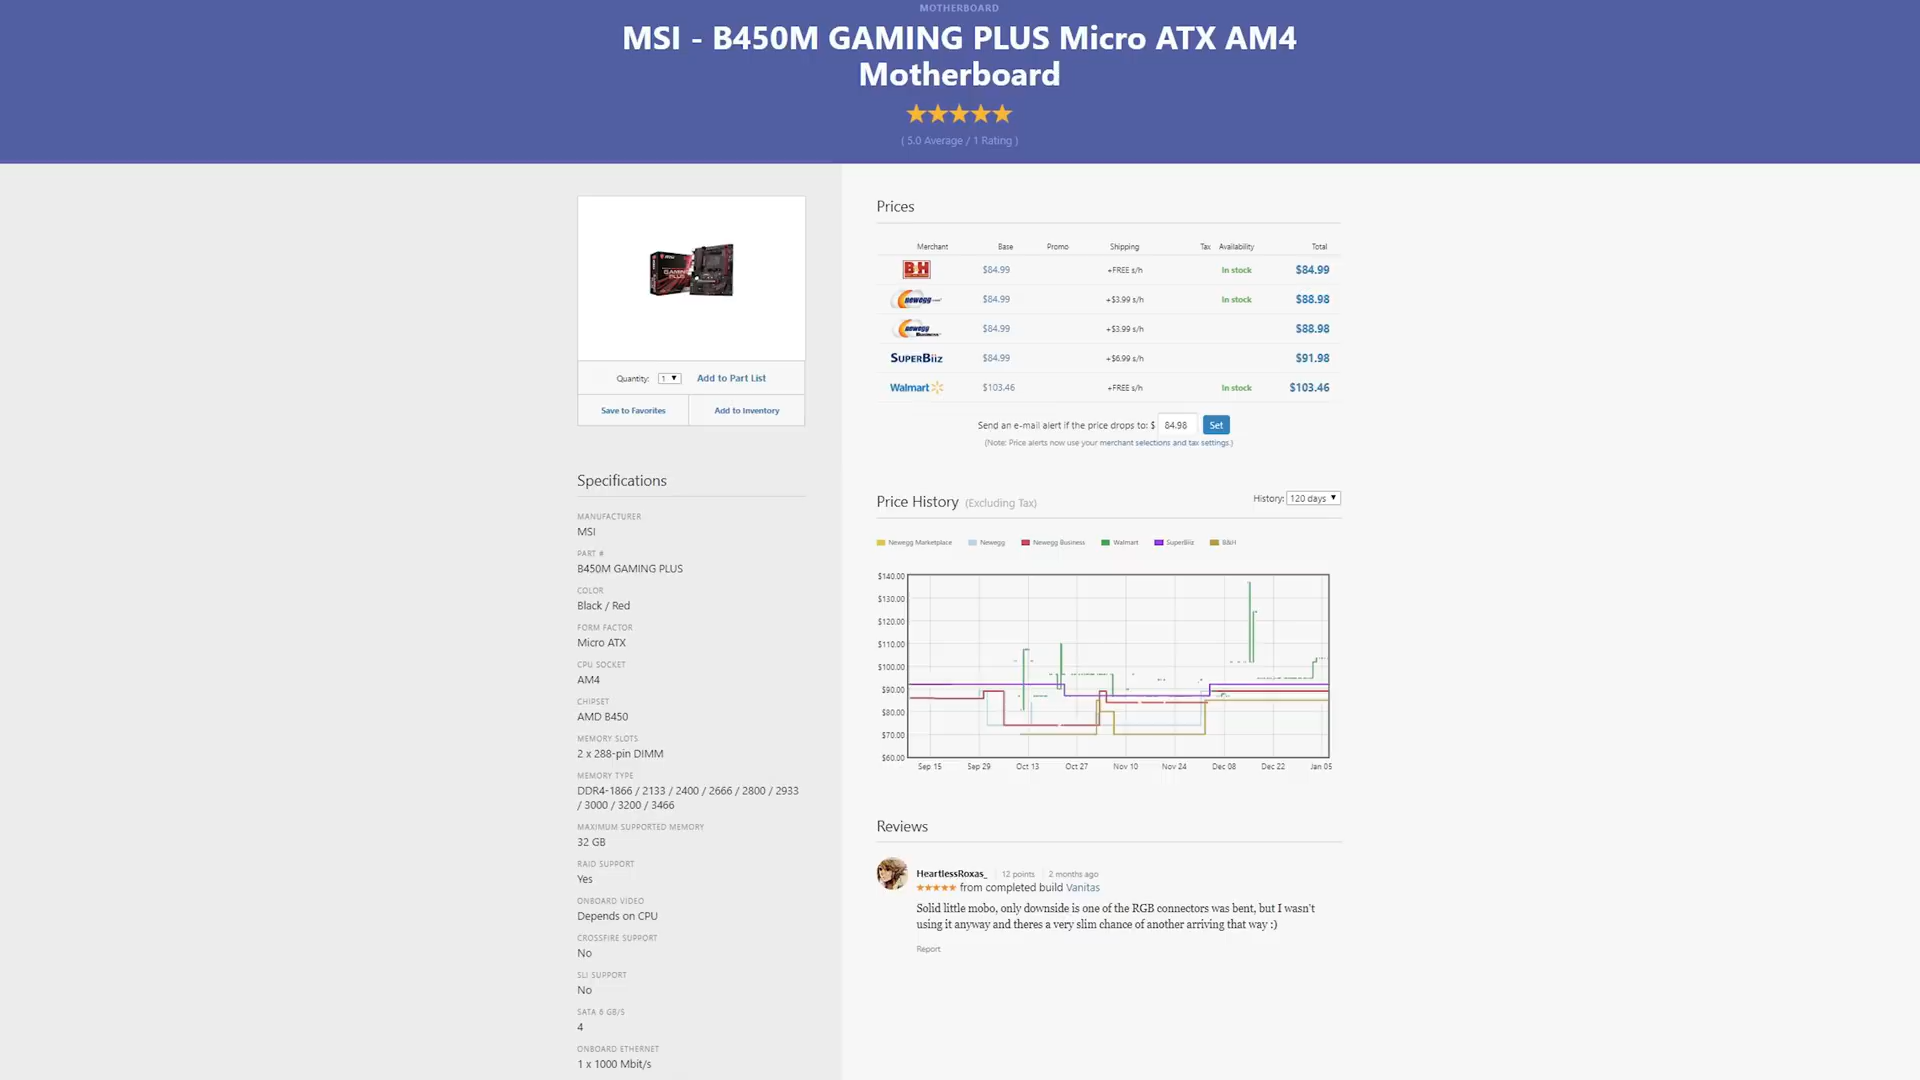 MOTHERBOARD
MSI - B450M GAMING PLUS Micro ATX AM4
Motherboard
( 5.0 Average / 1 Rating )
Quantity: 1 Add to Part List
Save to Favorites Add to Inventory
Specifications
MANUFACTURER
MSI
PART #
B450M GAMING PLUS
COLOR
Black / Red
FORM FACTOR
Micro ATX
CPU SOCKET
AM4
CHIPSET
AMD B450
MEMORY SLOTS
2 x 288-pin DIMM
MEMORY TYPE
DDR4-1866 / 2133 / 2400 / 2666 / 2800 / 2933
/ 3000 / 3200 / 3466
MAXIMUM SUPPORTED MEMORY
32 GB
RAID SUPPORT
Yes
ONBOARD VIDEO
Depends on CPU
CROSSFIRE SUPPORT
No
SLI SUPPORT
No
SATA 6 GB/S
4
ONBOARD ETHERNET
1 x 1000 Mbit/s
Prices
Merchant Base Promo Shipping Tax Availability Total
B&H $84.99 +FREE s/h In stock $84.99
newegg.com $84.99 +$3.99 s/h In stock $88.98
newegg Business $84.99 +$3.99 s/h $88.98
SUPERBiiz $84.99 +$6.99 s/h $91.98
Walmart $103.46 +FREE s/h In stock $103.46
Send an e-mail alert if the price drops to: $ 84.98 Set
(Note: Price alerts now use your merchant selections and tax settings.)
Price History (Excluding Tax) History: 120 days
Newegg Marketplace Newegg Newegg Business Walmart SuperBiiz B&H
$140.00
$130.00
$120.00
$110.00
$100.00
$90.00
$80.00
$70.00
$60.00
Sep 15 Sep 29 Oct 13 Oct 27 Nov 10 Nov 24 Dec 08 Dec 22 Jan 05
Reviews
HeartlessRoxas_ 12 points 2 months ago
from completed build Vanitas
Solid little mobo, only downside is one of the RGB connectors was bent, but I wasn't
using it anyway and theres a very slim chance of another arriving that way :)
Report